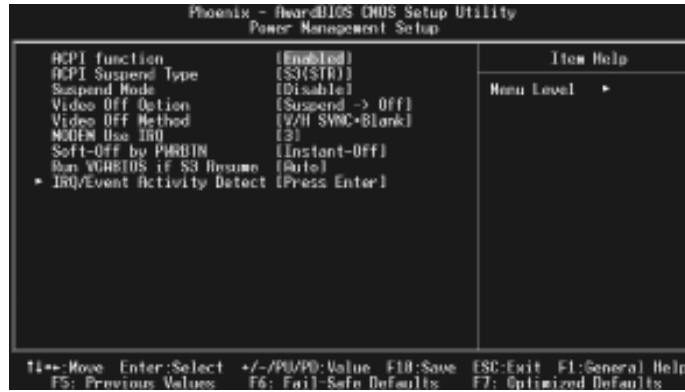 Phoenix - AwardBIOS CMOS Setup Utility
Power Management Setup
ACPI function [Enabled]
ACPI Suspend Type [S3(STR)]
Suspend Mode [Disable]
Video Off Option [Suspend -> Off]
Video Off Method [V/H SYNC+Blank]
MODEM Use IRQ [3]
Soft-Off by PWRBTN [Instant-Off]
Run VGABIOS if S3 Resume [Auto]
► IRQ/Event Activity Detect [Press Enter]
Item Help
Menu Level ►
↑↓←→:Move Enter:Select +/-/PU/PD:Value F10:Save ESC:Exit F1:General Help
F5: Previous Values F6: Fail-Safe Defaults F7: Optimized Defaults